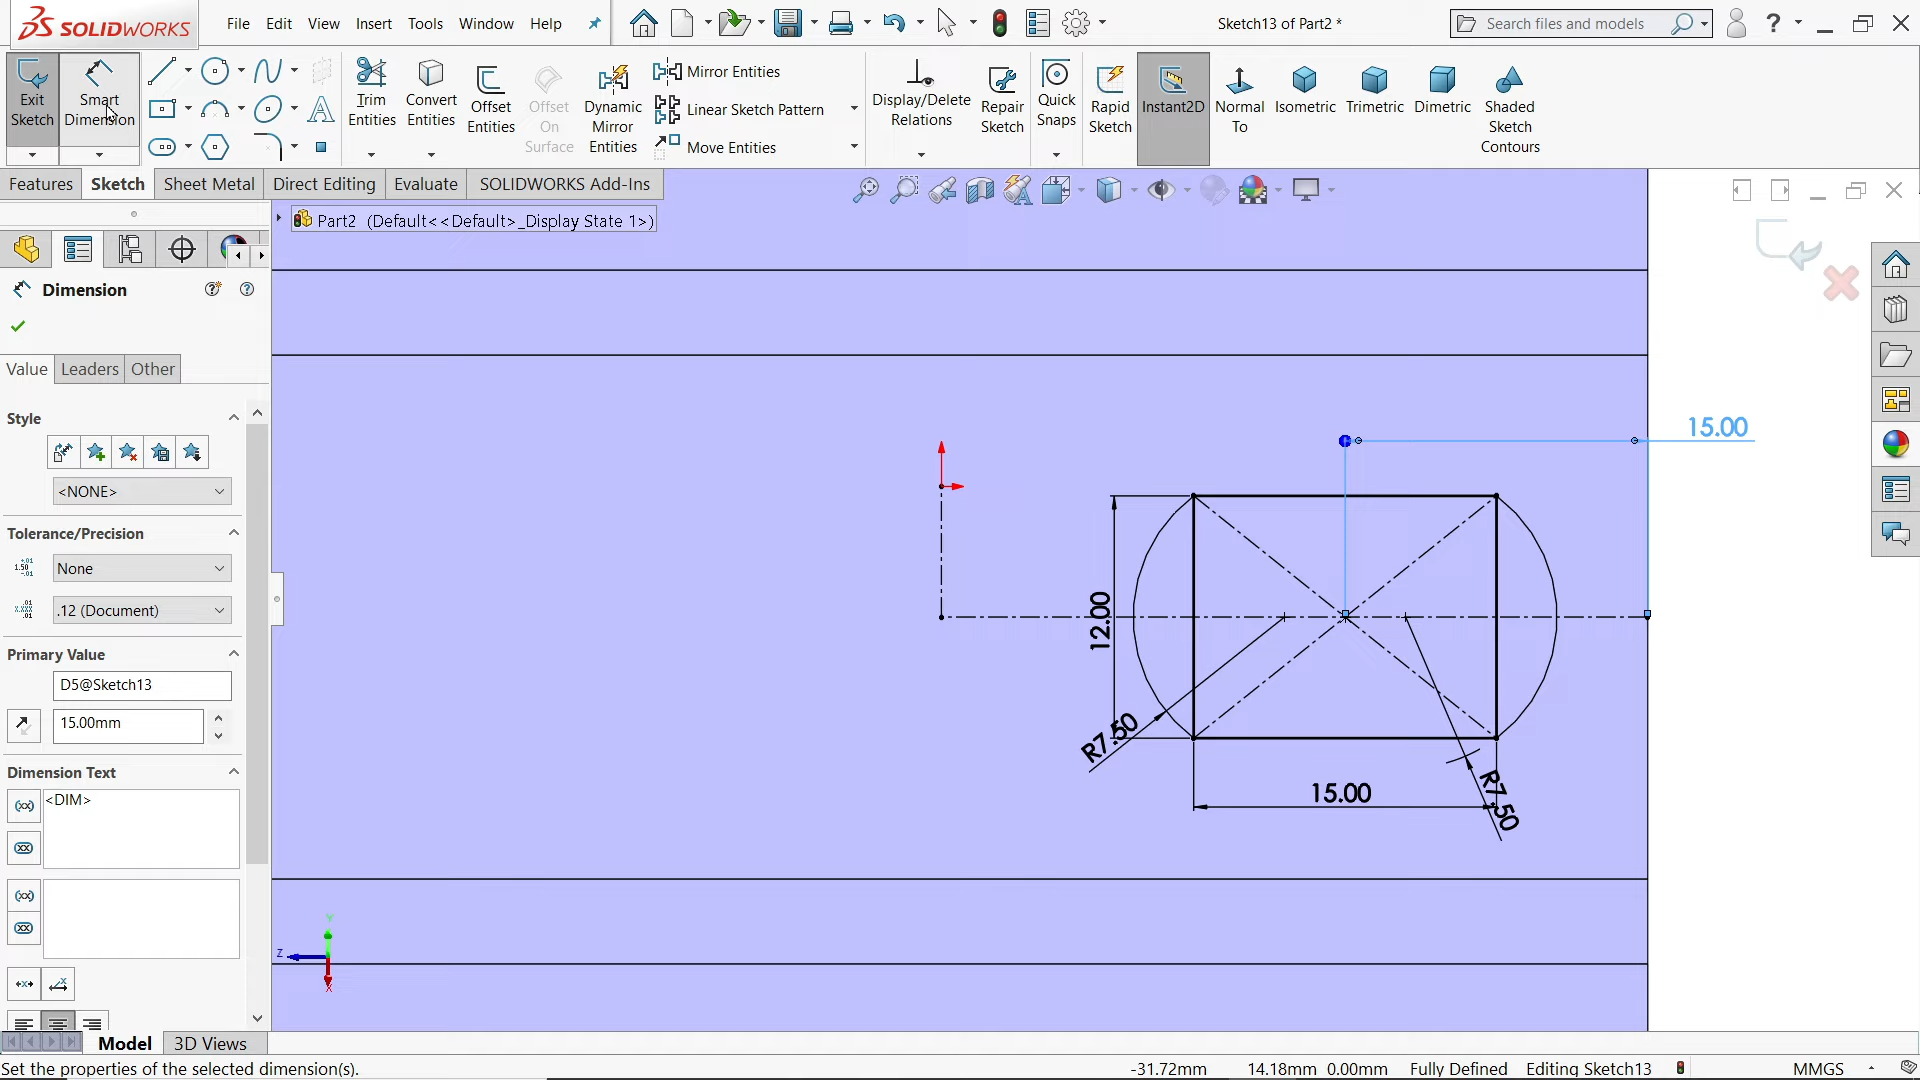 SOLIDWORKS
File Edit View Insert Tools Window Help
Sketch13 of Part2 *
Search files and models
?
Exit Sketch
Smart Dimension
Trim Entities
Convert Entities
Offset Entities
Offset On Surface
Dynamic Mirror Entities
Mirror Entities
Linear Sketch Pattern
Move Entities
Display/Delete Relations
Repair Sketch
Quick Snaps
Rapid Sketch
Instant2D
Normal To
Isometric
Trimetric
Dimetric
Shaded Sketch Contours
Features Sketch Sheet Metal Direct Editing Evaluate SOLIDWORKS Add-Ins
Part2 (Default<<Default>_Display State 1>)
Dimension
Value Leaders Other
Style
<NONE>
Tolerance/Precision
None
.12 (Document)
Primary Value
D5@Sketch13
15.00mm
Dimension Text
<DIM>
15.00
12.00
R7.50
R7.50
15.00
Y
Z
X
Model 3D Views
Set the properties of the selected dimension(s).
-31.72mm 14.18mm 0.00mm Fully Defined Editing Sketch13 MMGS